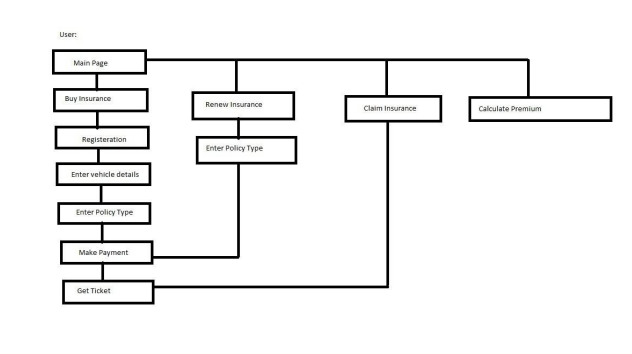 User:
Main Page
Buy Insurance
Renew Insurance
Claim Insurance
Calculate Premium
Registeration
Enter Policy Type
Enter vehicle details
Enter Policy Type
Make Payment
Get Ticket